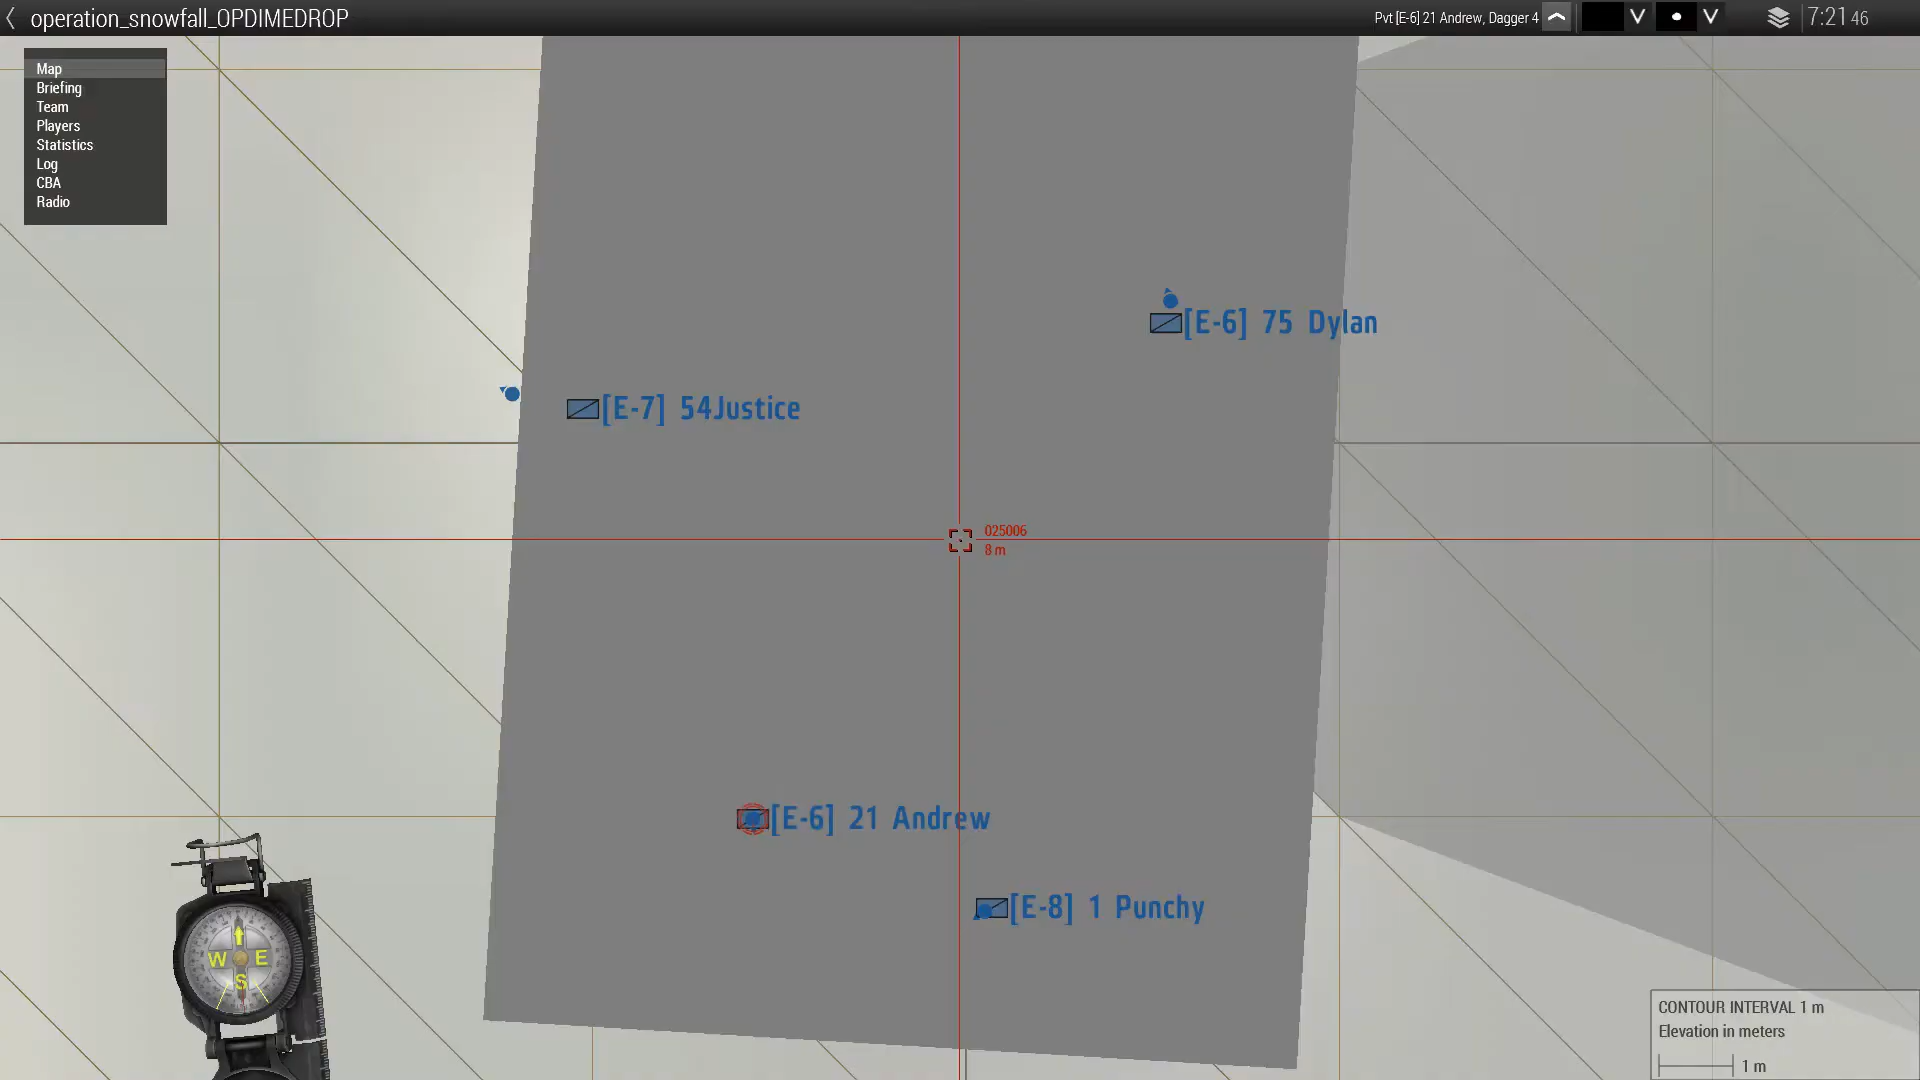 operation_snowfall_OPDIMEDROP
Pvt [E-6] 21 Andrew, Dagger 4
7:21 46
Map
Briefing
Team
Players
Statistics
Log
CBA
Radio
[E-6] 75 Dylan
[E-7] 54Justice
025006
8 m
[E-6] 21 Andrew
[E-8] 1 Punchy
W E
S
CONTOUR INTERVAL 1 m
Elevation in meters
1 m